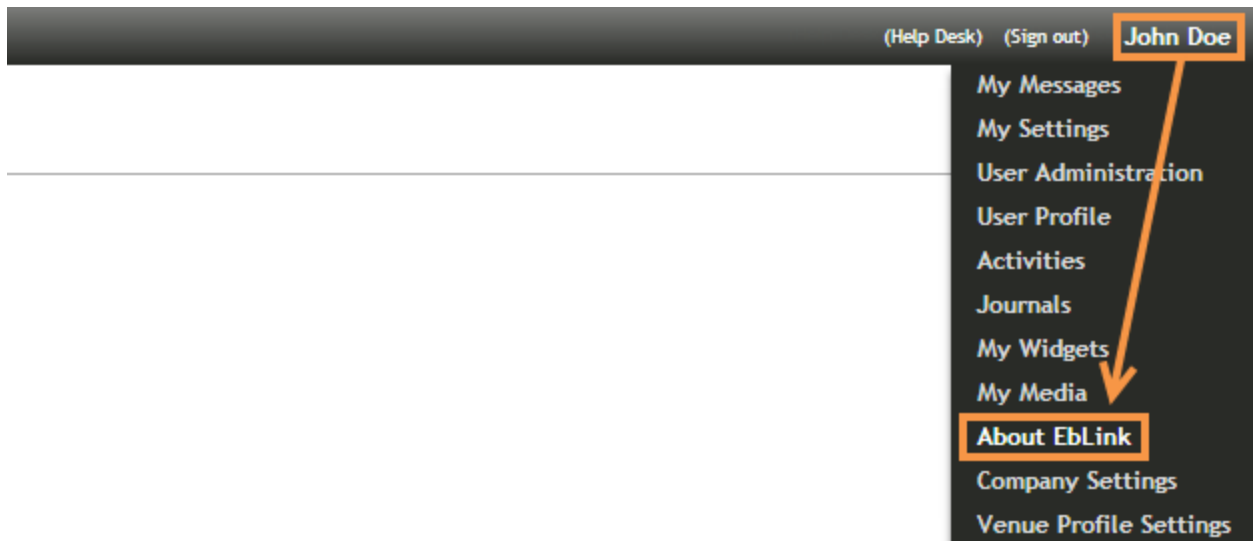 (Help Desk) (Sign out) John Doe
My Messages
My Settings
User Administration
User Profile
Activities
Journals
My Widgets
My Media
About EbLink
Company Settings
Venue Profile Settings